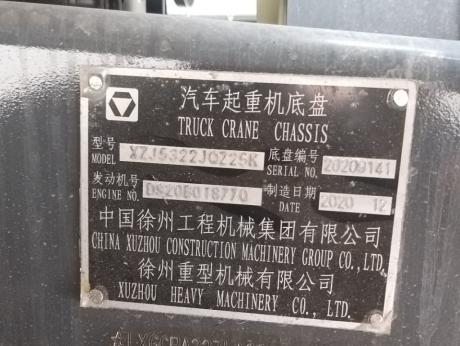 汽车起重机底盘
TRUCK CRANE CHASSIS
型号 MODEL XZJ5322JQZ25K 底盘编号 SERIAL NO. 20209141
发动机号 ENGINE NO. 制造日期 DATE 2020 12
中国徐州工程机械集团有限公司
CHINA XUZHOU CONSTRUCTION MACHINERY GROUP CO., LTD.
徐州重型机械有限公司
XUZHOU HEAVY MACHINERY CO., LTD.